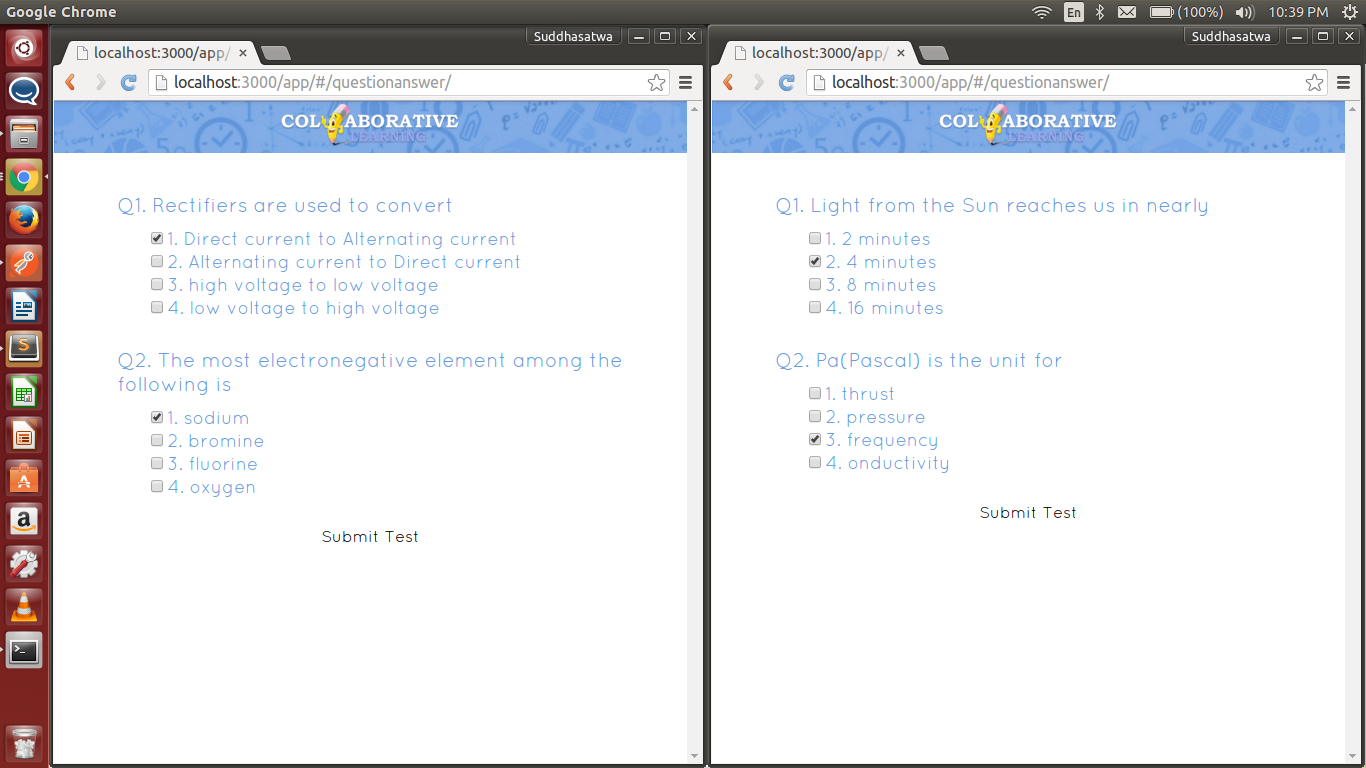 Google Chrome
En
(100%)
10:39 PM
Suddhasatwa
localhost:3000/app/
localhost:3000/app/#/questionanswer/
COLLABORATIVE
LEARNING
Q1. Rectifiers are used to convert
1. Direct current to Alternating current
2. Alternating current to Direct current
3. high voltage to low voltage
4. low voltage to high voltage
Q2. The most electronegative element among the
following is
1. sodium
2. bromine
3. fluorine
4. oxygen
Submit Test
Suddhasatwa
localhost:3000/app/
localhost:3000/app/#/questionanswer/
COLLABORATIVE
LEARNING
Q1. Light from the Sun reaches us in nearly
1. 2 minutes
2. 4 minutes
3. 8 minutes
4. 16 minutes
Q2. Pa(Pascal) is the unit for
1. thrust
2. pressure
3. frequency
4. onductivity
Submit Test